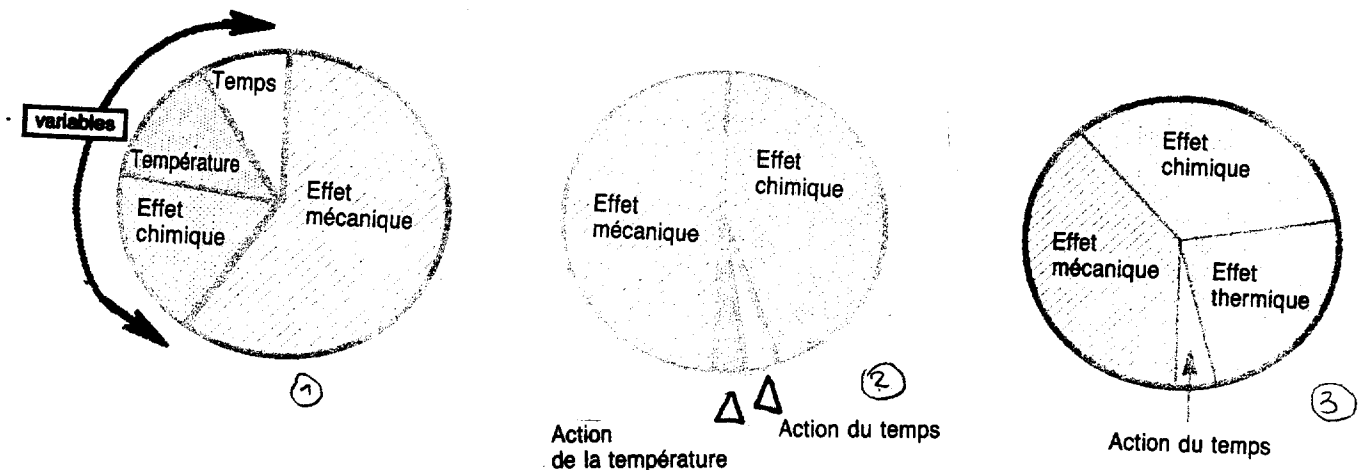 variables
Temps
Température
Effet
chimique
Effet
mécanique
1
Effet
mécanique
Effet
chimique
Action
de la température
Action du temps
2
Effet
chimique
Effet
mécanique
Effet
thermique
Action du temps
3